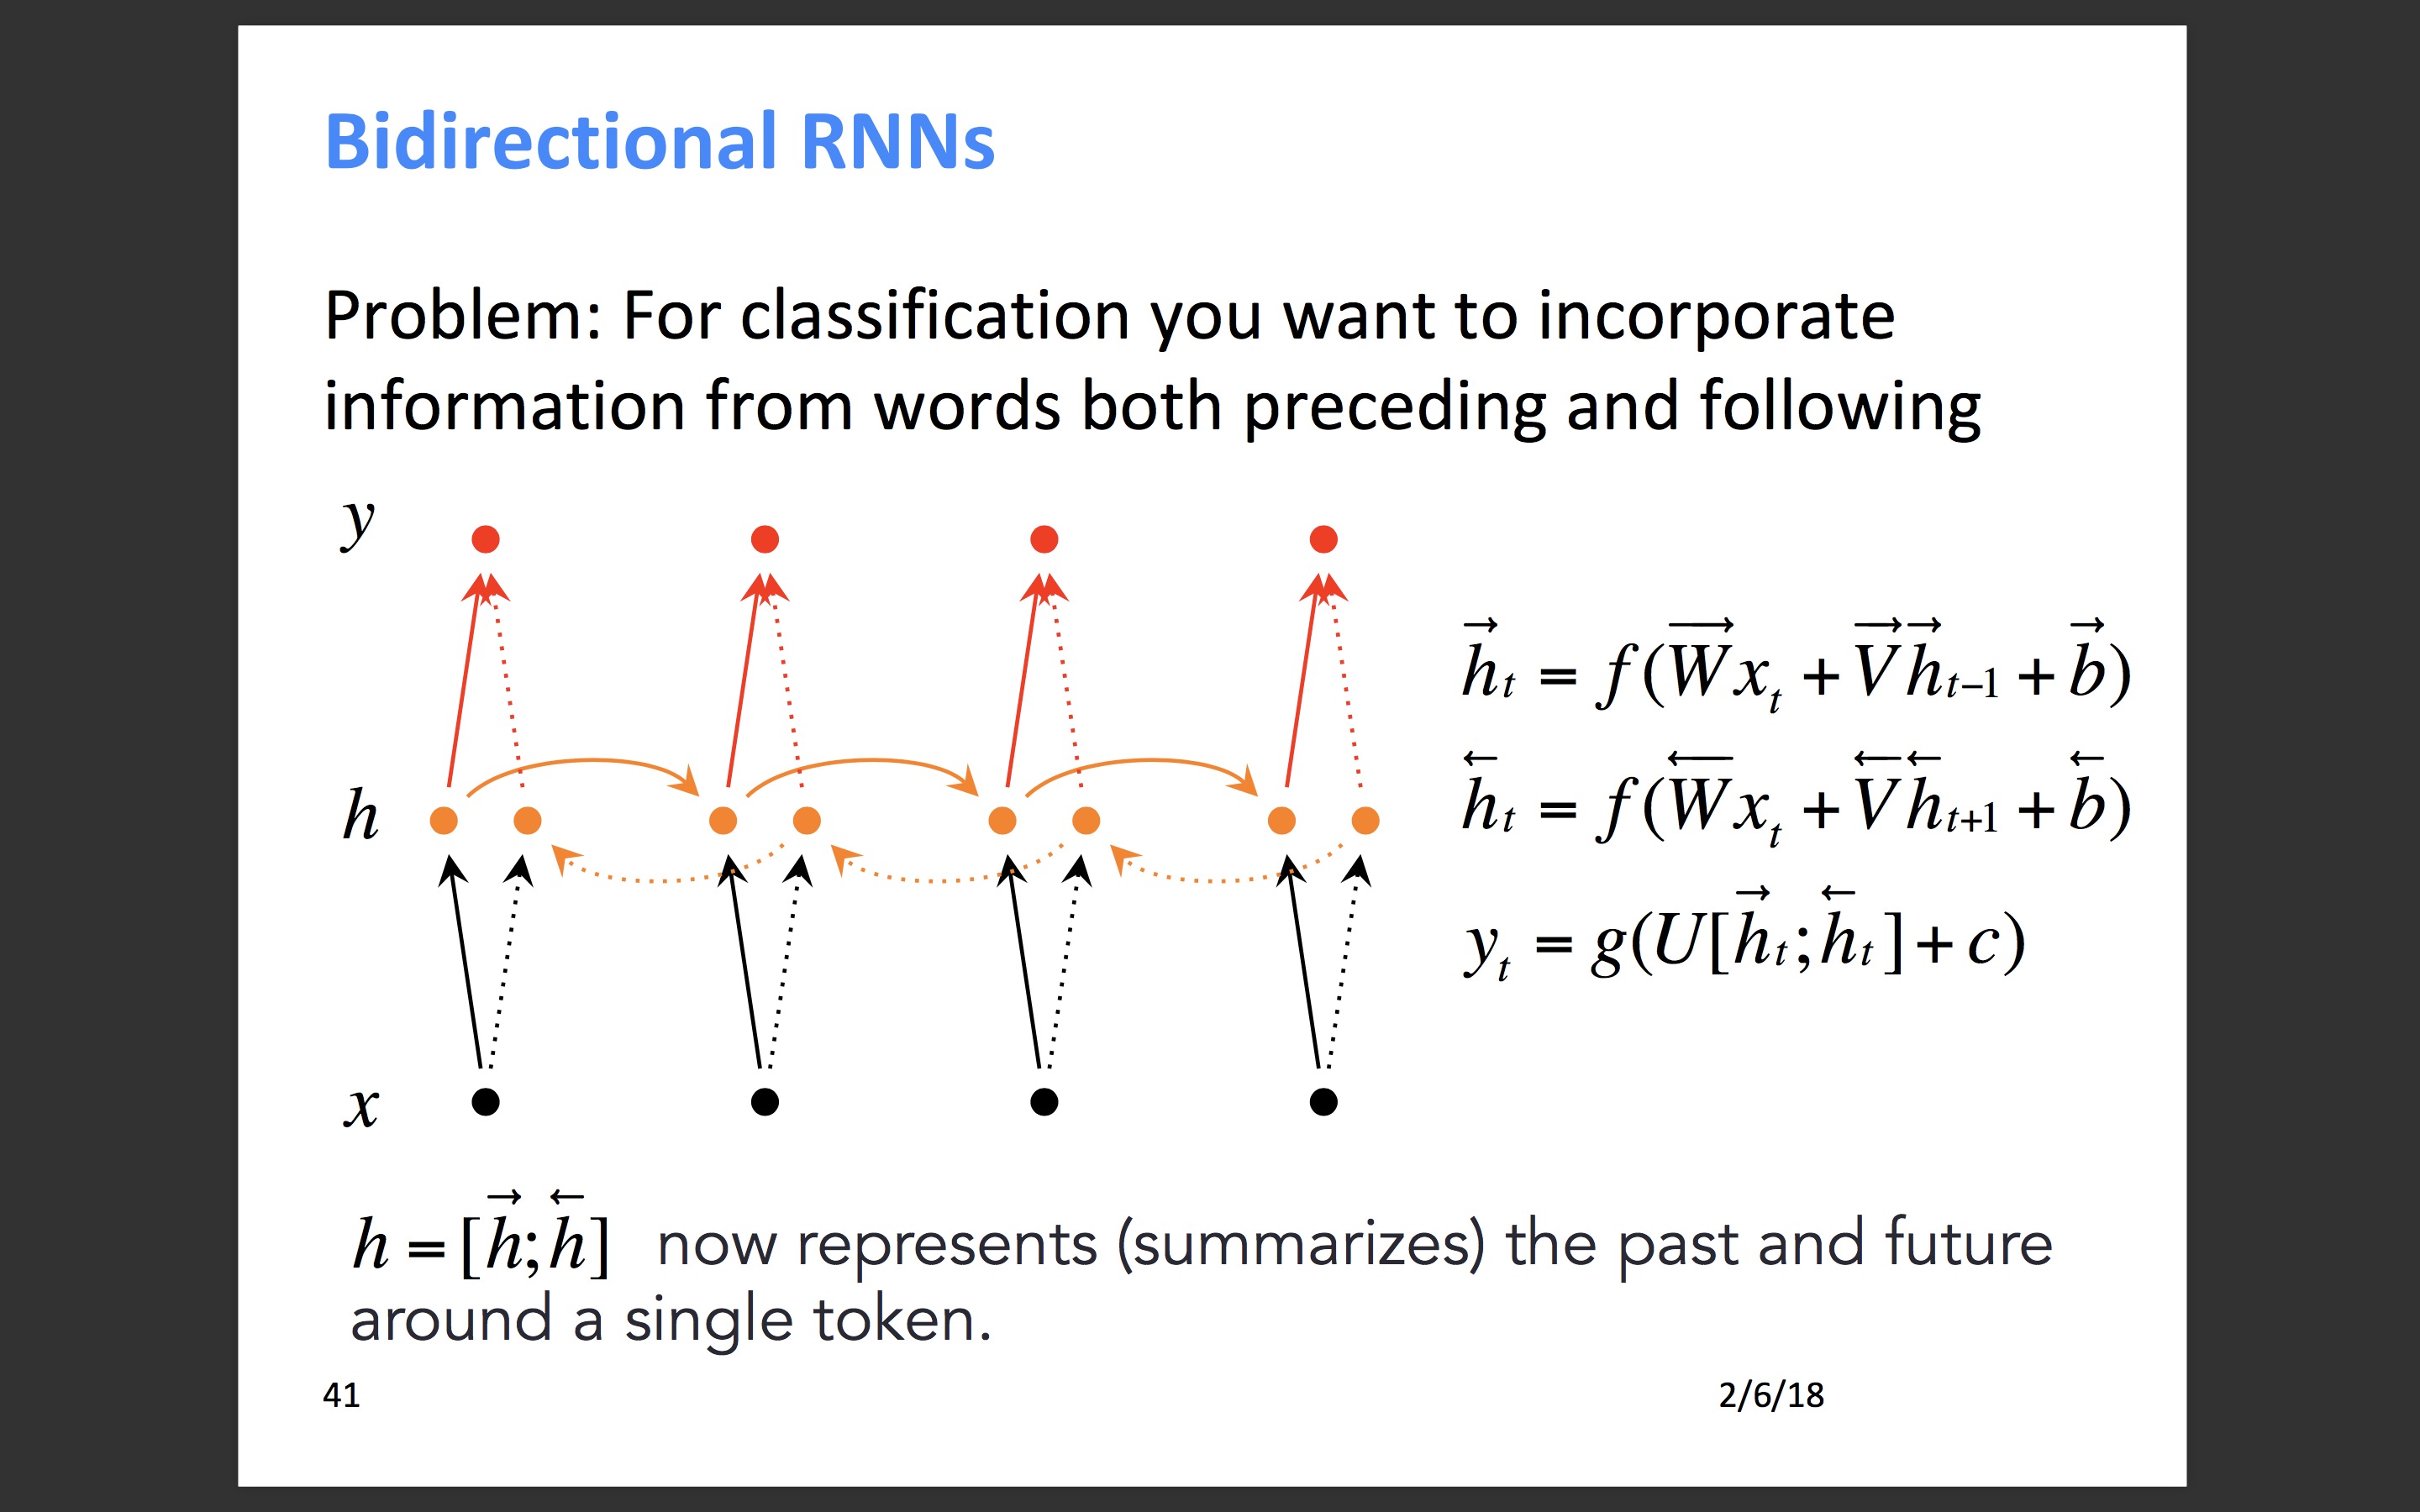 Bidirectional RNNs
Problem: For classification you want to incorporate
information from words both preceding and following
y
h
x
$\overrightarrow{h}_t = f(\overrightarrow{W}x_t + \overrightarrow{V}\overrightarrow{h}_{t-1} + \overrightarrow{b})$
$\overleftarrow{h}_t = f(\overleftarrow{W}x_t + \overleftarrow{V}\overleftarrow{h}_{t+1} + \overleftarrow{b})$
$y_t = g(U[\overrightarrow{h}_t;\overleftarrow{h}_t] + c)$
$h = [\overrightarrow{h};\overleftarrow{h}]$ now represents (summarizes) the past and future
around a single token.
41
2/6/18